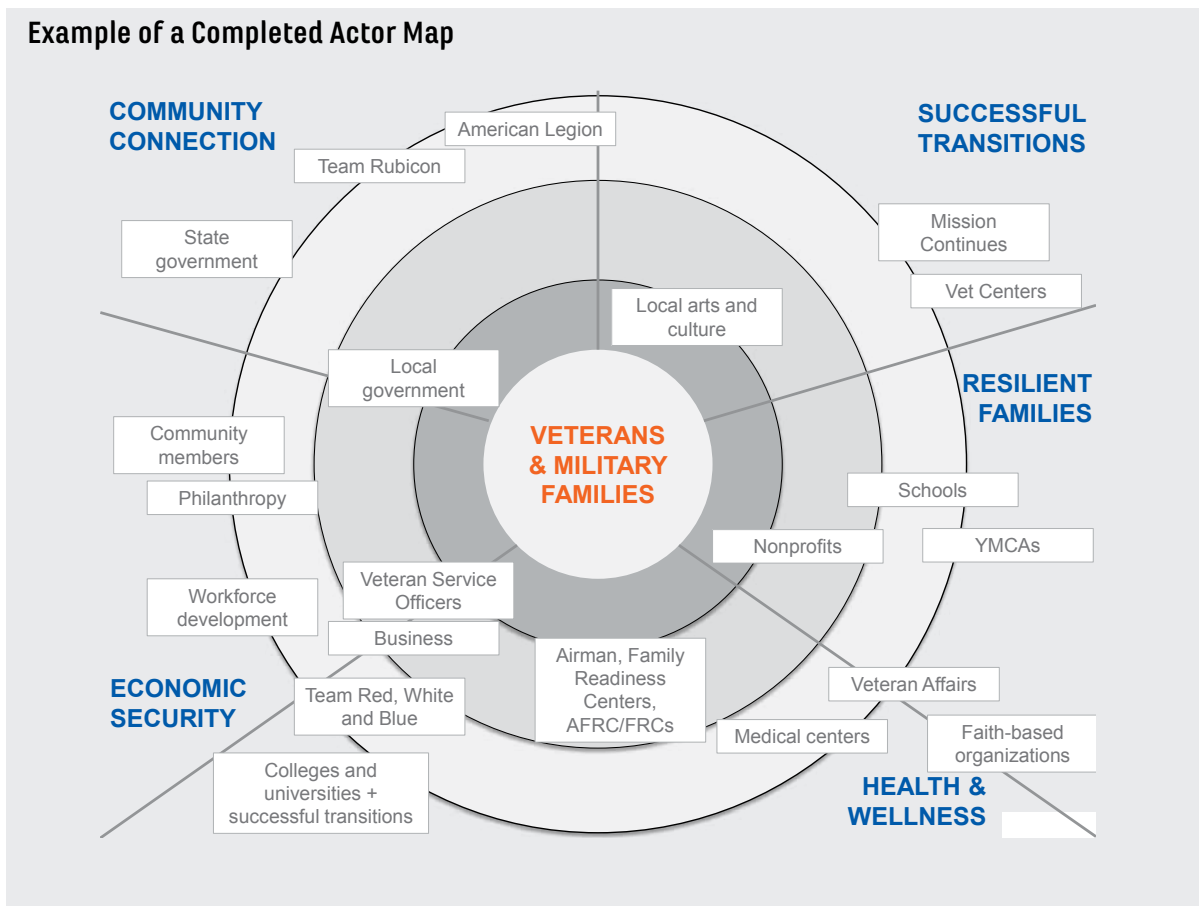 Example of a Completed Actor Map
COMMUNITY
CONNECTION
American Legion
SUCCESSFUL
TRANSITIONS
Team Rubicon
State
government
Mission
Continues
Vet Centers
Local arts and
culture
Local
government
RESILIENT
FAMILIES
Community
members
VETERANS
& MILITARY
FAMILIES
Philanthropy
Schools
Nonprofits
YMCAs
Veteran Service
Officers
Workforce
development
Business
Airman, Family
Readiness
Centers,
AFRC/FRCs
ECONOMIC
SECURITY
Team Red, White
and Blue
Veteran Affairs
Medical centers
Faith-based
organizations
Colleges and
universities +
successful transitions
HEALTH &
WELLNESS